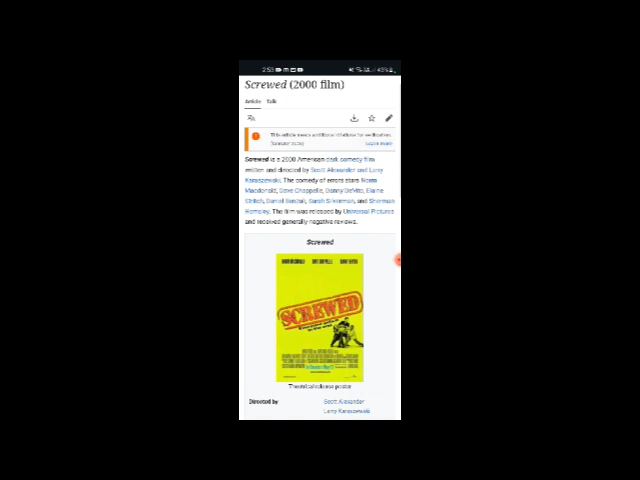 2:53
Screwed (2000 film)
Article Talk
This article needs additional citations for verification.
Learn more
Screwed is a 2000 American dark comedy film
written and directed by Scott Alexander and Larry
Karaszewski. The comedy of errors stars Norm
Macdonald, Dave Chappelle, Danny DeVito, Elaine
Stritch, Daniel Benzali, Sarah Silverman, and Sherman
Hemsley. The film was released by Universal Pictures
and received generally negative reviews.
Screwed
SCREWED
Theatrical release poster
Directed by Scott Alexander
Larry Karaszewski